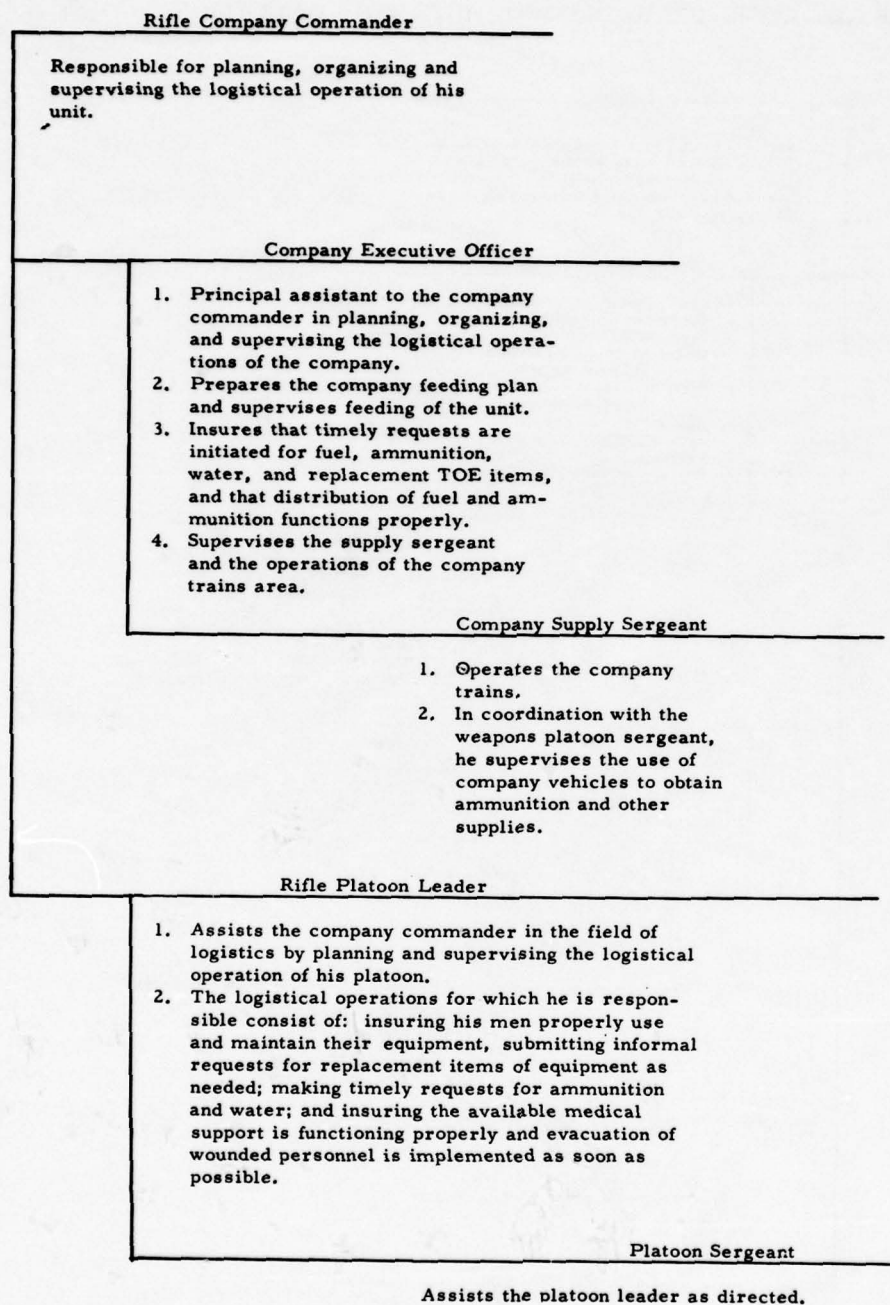 Rifle Company Commander
Responsible for planning, organizing and
supervising the logistical operation of his
unit.
Company Executive Officer
1. Principal assistant to the company
commander in planning, organizing,
and supervising the logistical opera-
tions of the company.
2. Prepares the company feeding plan
and supervises feeding of the unit.
3. Insures that timely requests are
initiated for fuel, ammunition,
water, and replacement TOE items,
and that distribution of fuel and am-
munition functions properly.
4. Supervises the supply sergeant
and the operations of the company
trains area.
Company Supply Sergeant
1. Operates the company
trains.
2. In coordination with the
weapons platoon sergeant,
he supervises the use of
company vehicles to obtain
ammunition and other
supplies.
Rifle Platoon Leader
1. Assists the company commander in the field of
logistics by planning and supervising the logistical
operation of his platoon.
2. The logistical operations for which he is respon-
sible consist of: insuring his men properly use
and maintain their equipment, submitting informal
requests for replacement items of equipment as
needed; making timely requests for ammunition
and water; and insuring the available medical
support is functioning properly and evacuation of
wounded personnel is implemented as soon as
possible.
Platoon Sergeant
Assists the platoon leader as directed.